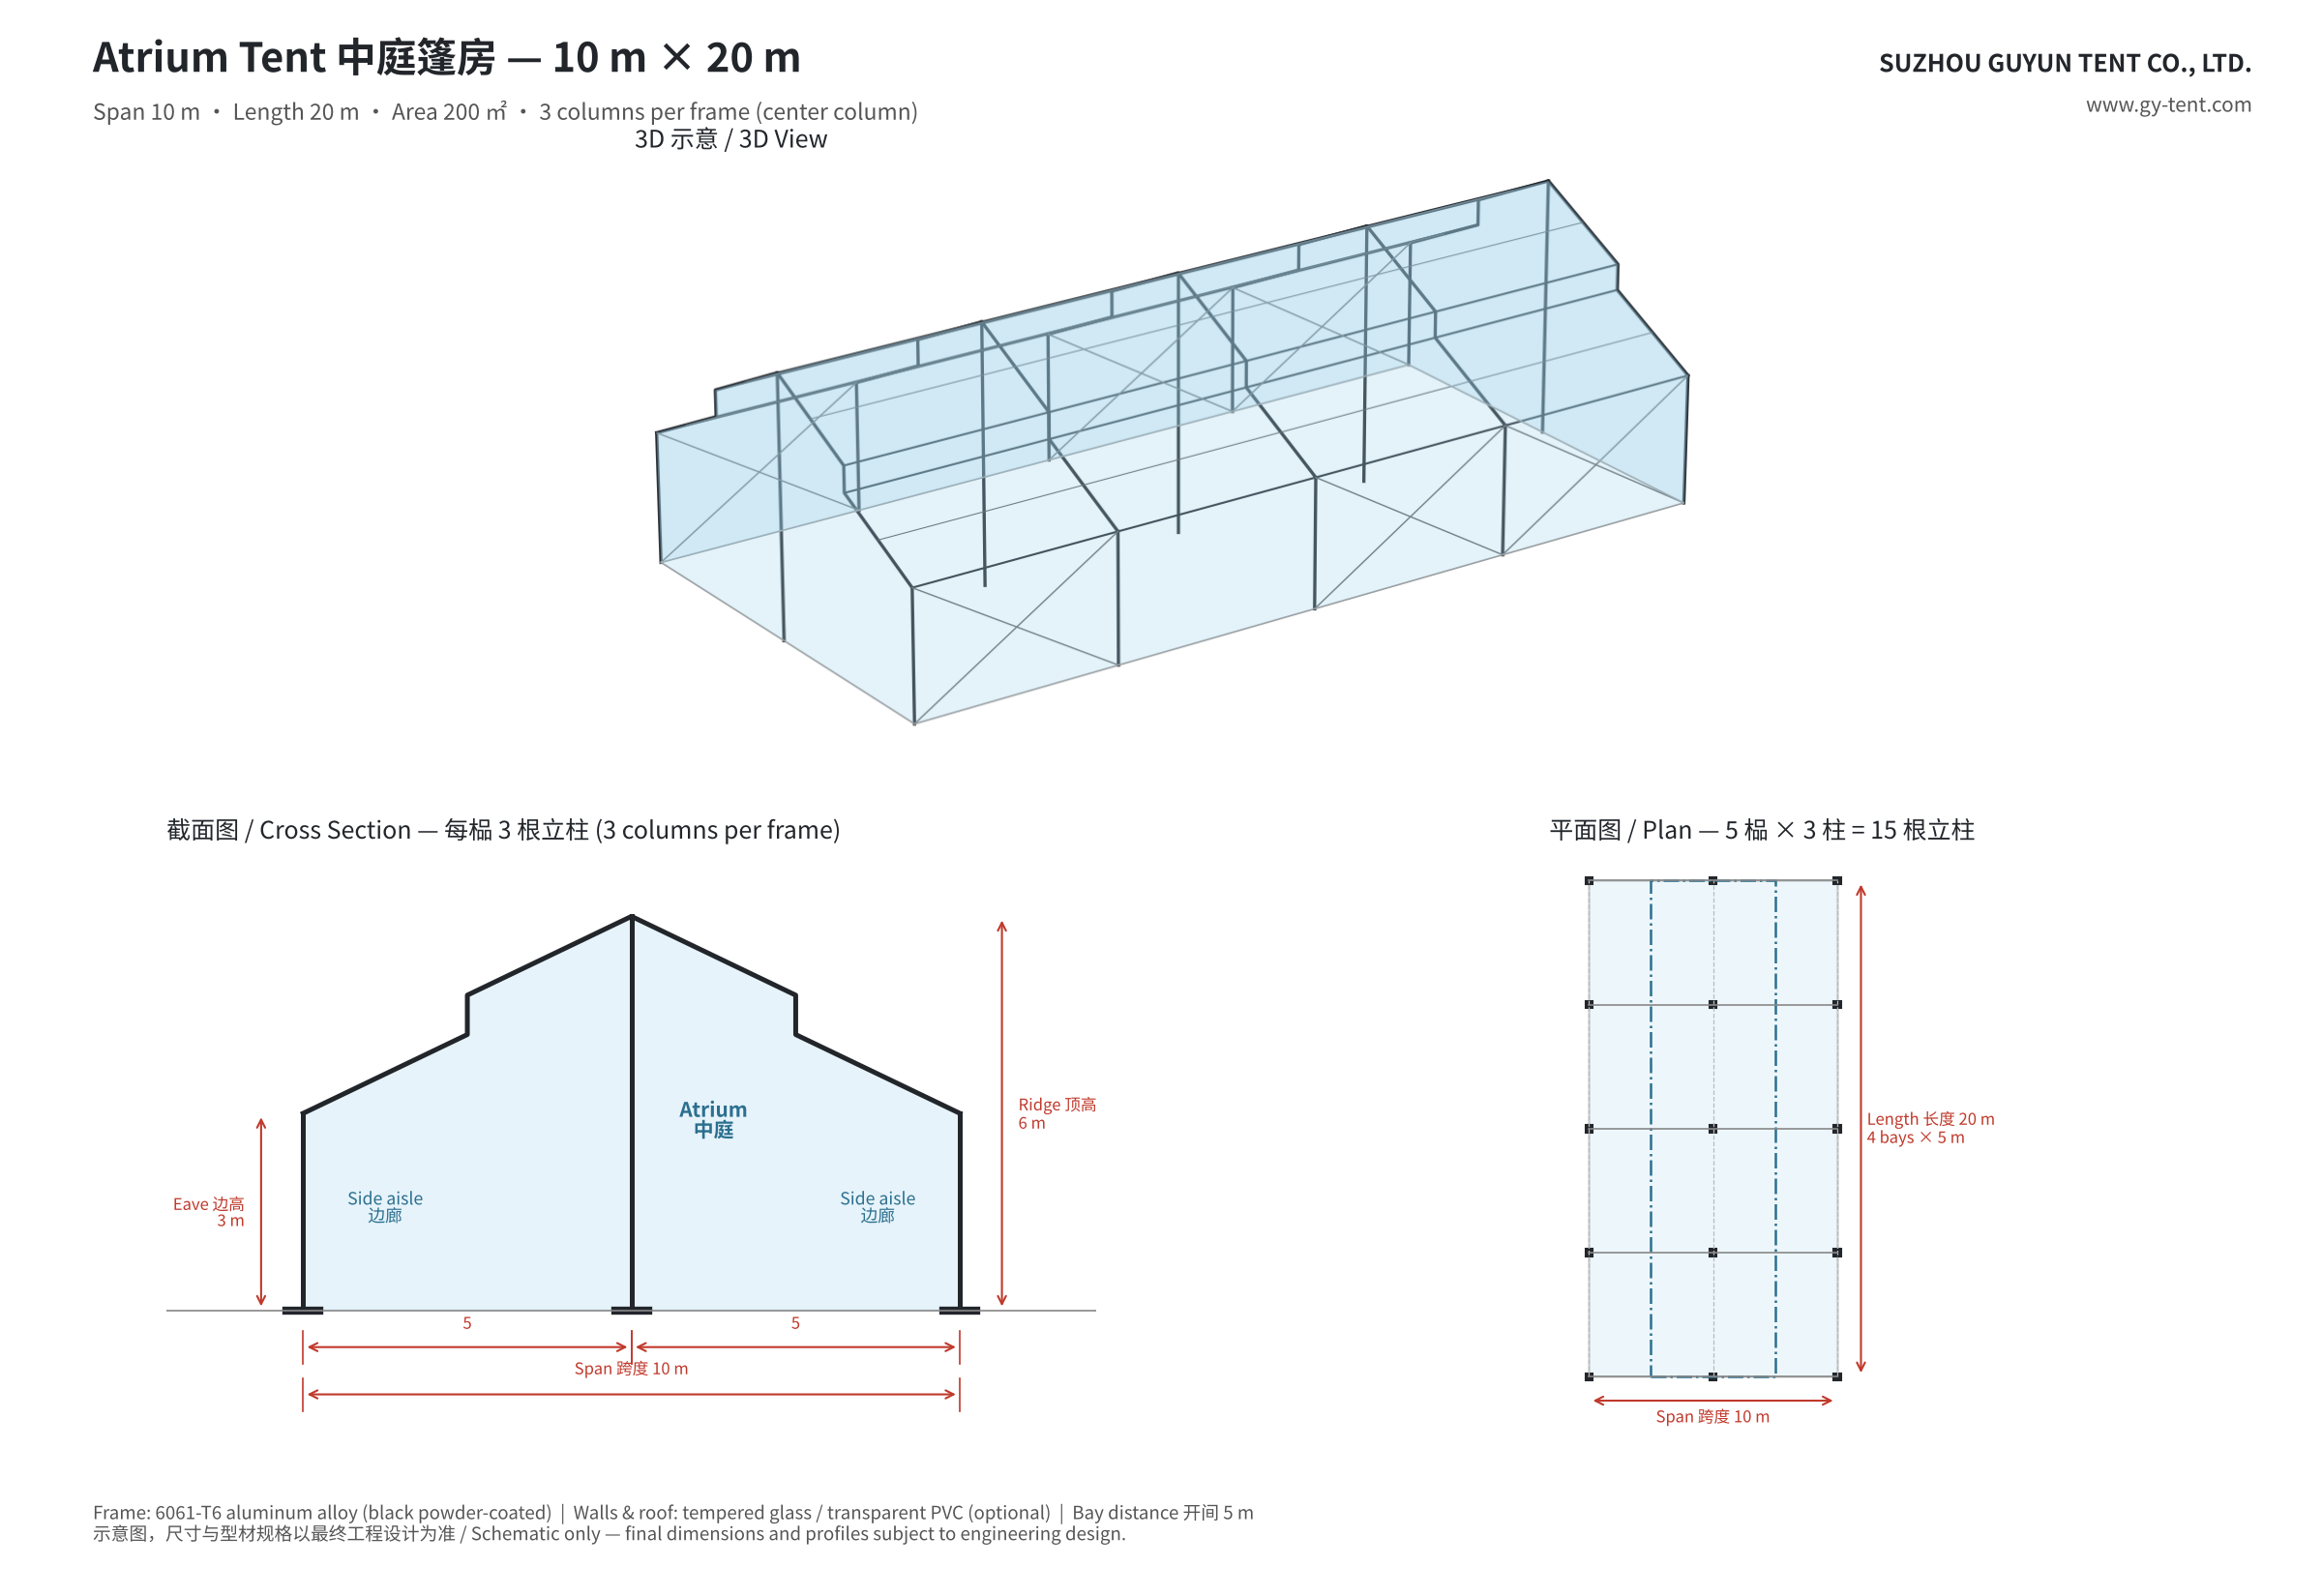 Atrium Tent 中庭篷房 — 10 m × 20 m
SUZHOU GUYUN TENT CO., LTD.
www.gy-tent.com
Span 10 m · Length 20 m · Area 200 ㎡ · 3 columns per frame (center column)
3D 示意 / 3D View
截面图 / Cross Section — 每榀 3 根立柱 (3 columns per frame)
Atrium
中庭
Side aisle
边廊
Side aisle
边廊
Eave 边高
3 m
Ridge 顶高
6 m
5
5
Span 跨度 10 m
平面图 / Plan — 5 榀 × 3 柱 = 15 根立柱
Length 长度 20 m
4 bays × 5 m
Span 跨度 10 m
Frame: 6061-T6 aluminum alloy (black powder-coated) | Walls & roof: tempered glass / transparent PVC (optional) | Bay distance 开间 5 m
示意图，尺寸与型材规格以最终工程设计为准 / Schematic only — final dimensions and profiles subject to engineering design.